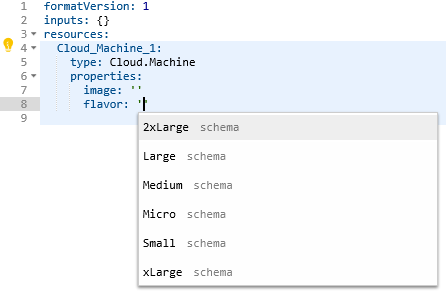 1 formatVersion: 1
2 inputs: {}
3 resources:
4 Cloud_Machine_1:
5 type: Cloud.Machine
6 properties:
7 image: ''
8 flavor: ''
9
2xLarge schema
Large schema
Medium schema
Micro schema
Small schema
xLarge schema